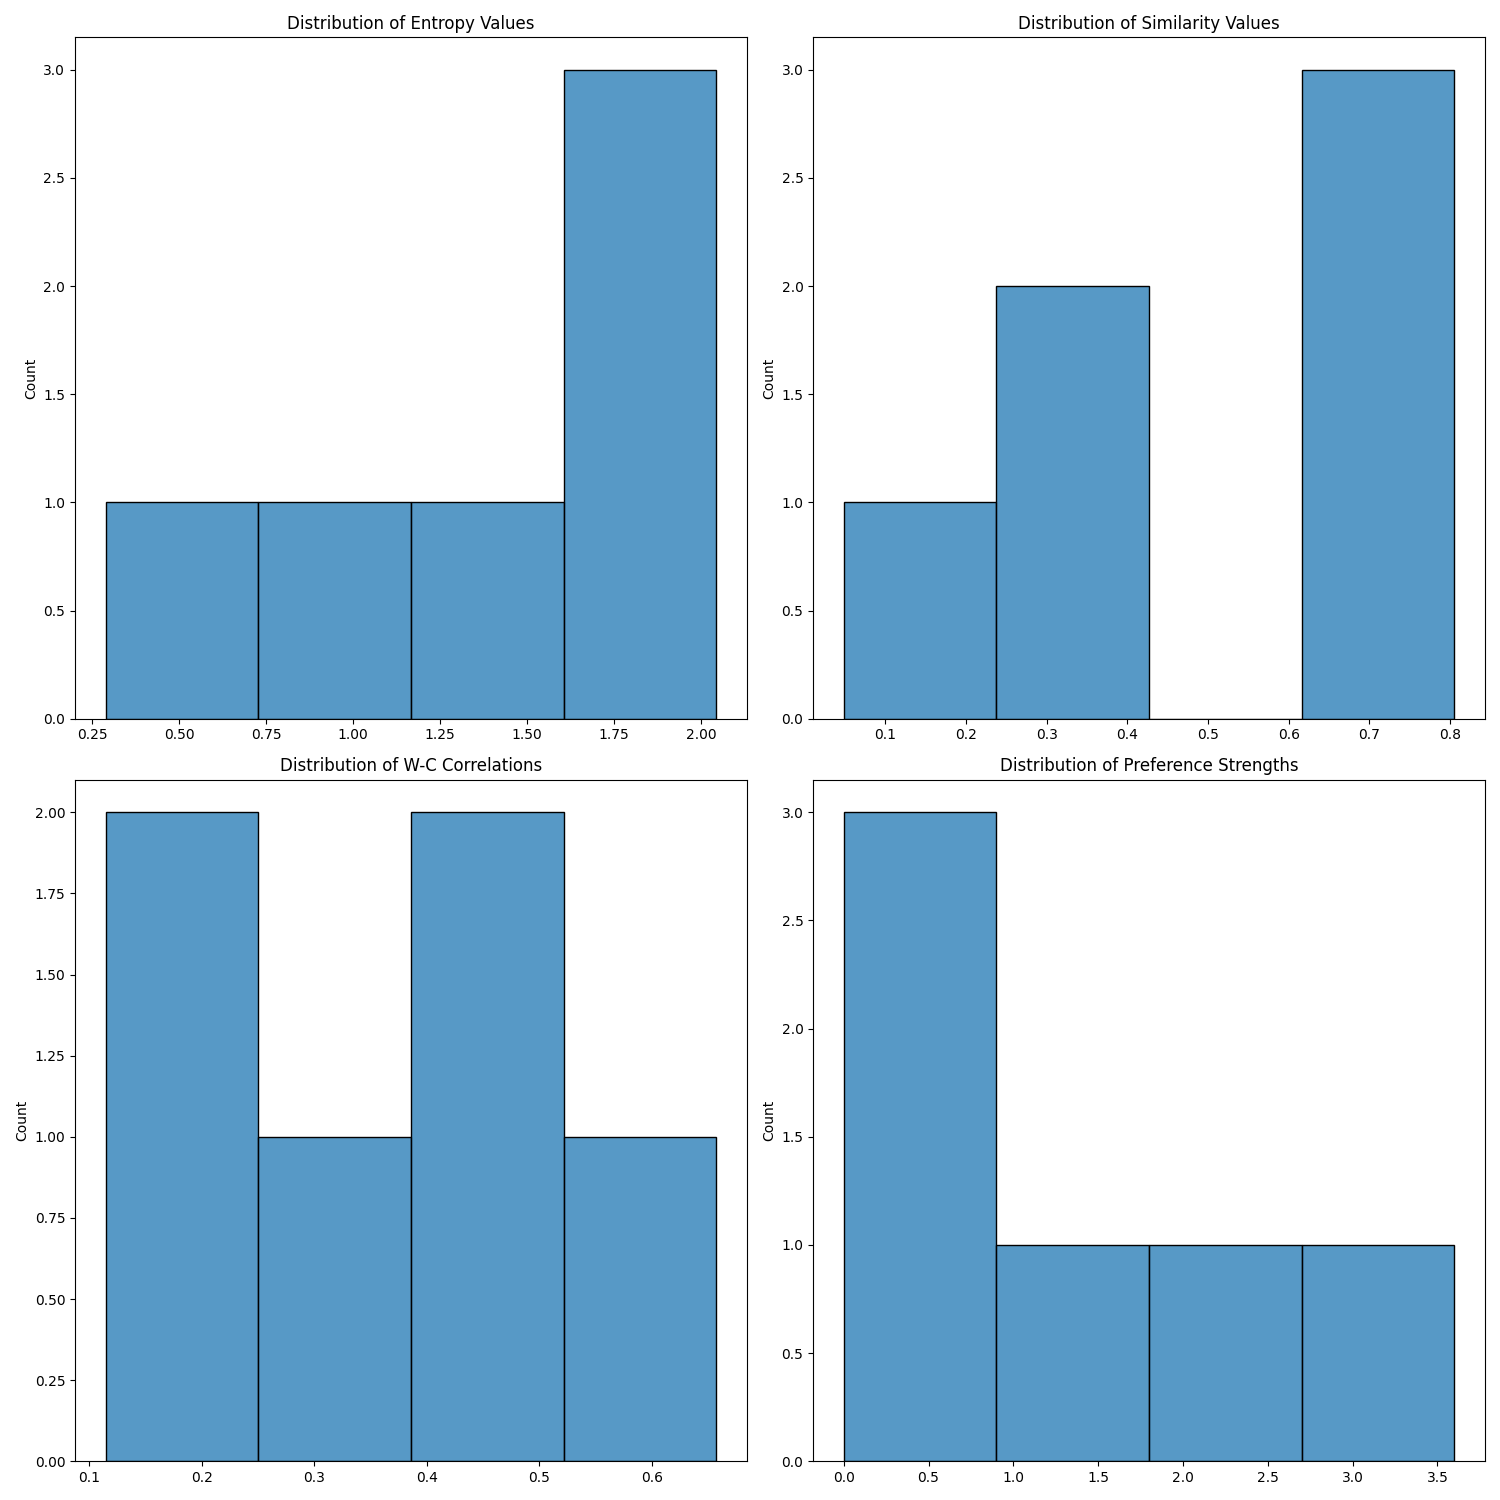 Distribution of Entropy Values
Count
3.0
2.5
2.0
1.5
1.0
0.5
0.0
0.25 0.50 0.75 1.00 1.25 1.50 1.75 2.00
Distribution of Similarity Values
Count
3.0
2.5
2.0
1.5
1.0
0.5
0.0
0.1 0.2 0.3 0.4 0.5 0.6 0.7 0.8
Distribution of W-C Correlations
Count
2.00
1.75
1.50
1.25
1.00
0.75
0.50
0.25
0.00
0.1 0.2 0.3 0.4 0.5 0.6
Distribution of Preference Strengths
Count
3.0
2.5
2.0
1.5
1.0
0.5
0.0
0.0 0.5 1.0 1.5 2.0 2.5 3.0 3.5